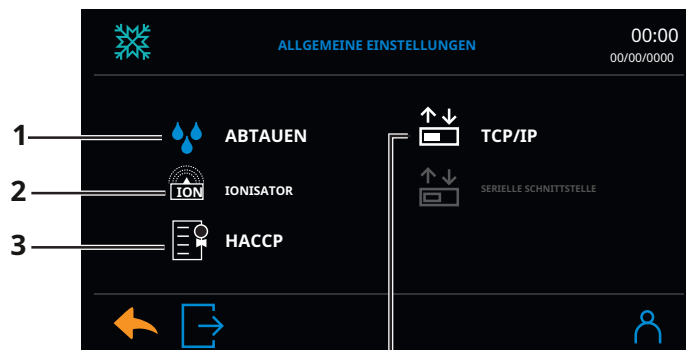 ALLGEMEINE EINSTELLUNGEN
00:00
00/00/0000
1
ABTAUEN
TCP/IP
2
ION
IONISATOR
SERIELLE SCHNITTSTELLE
3
HACCP